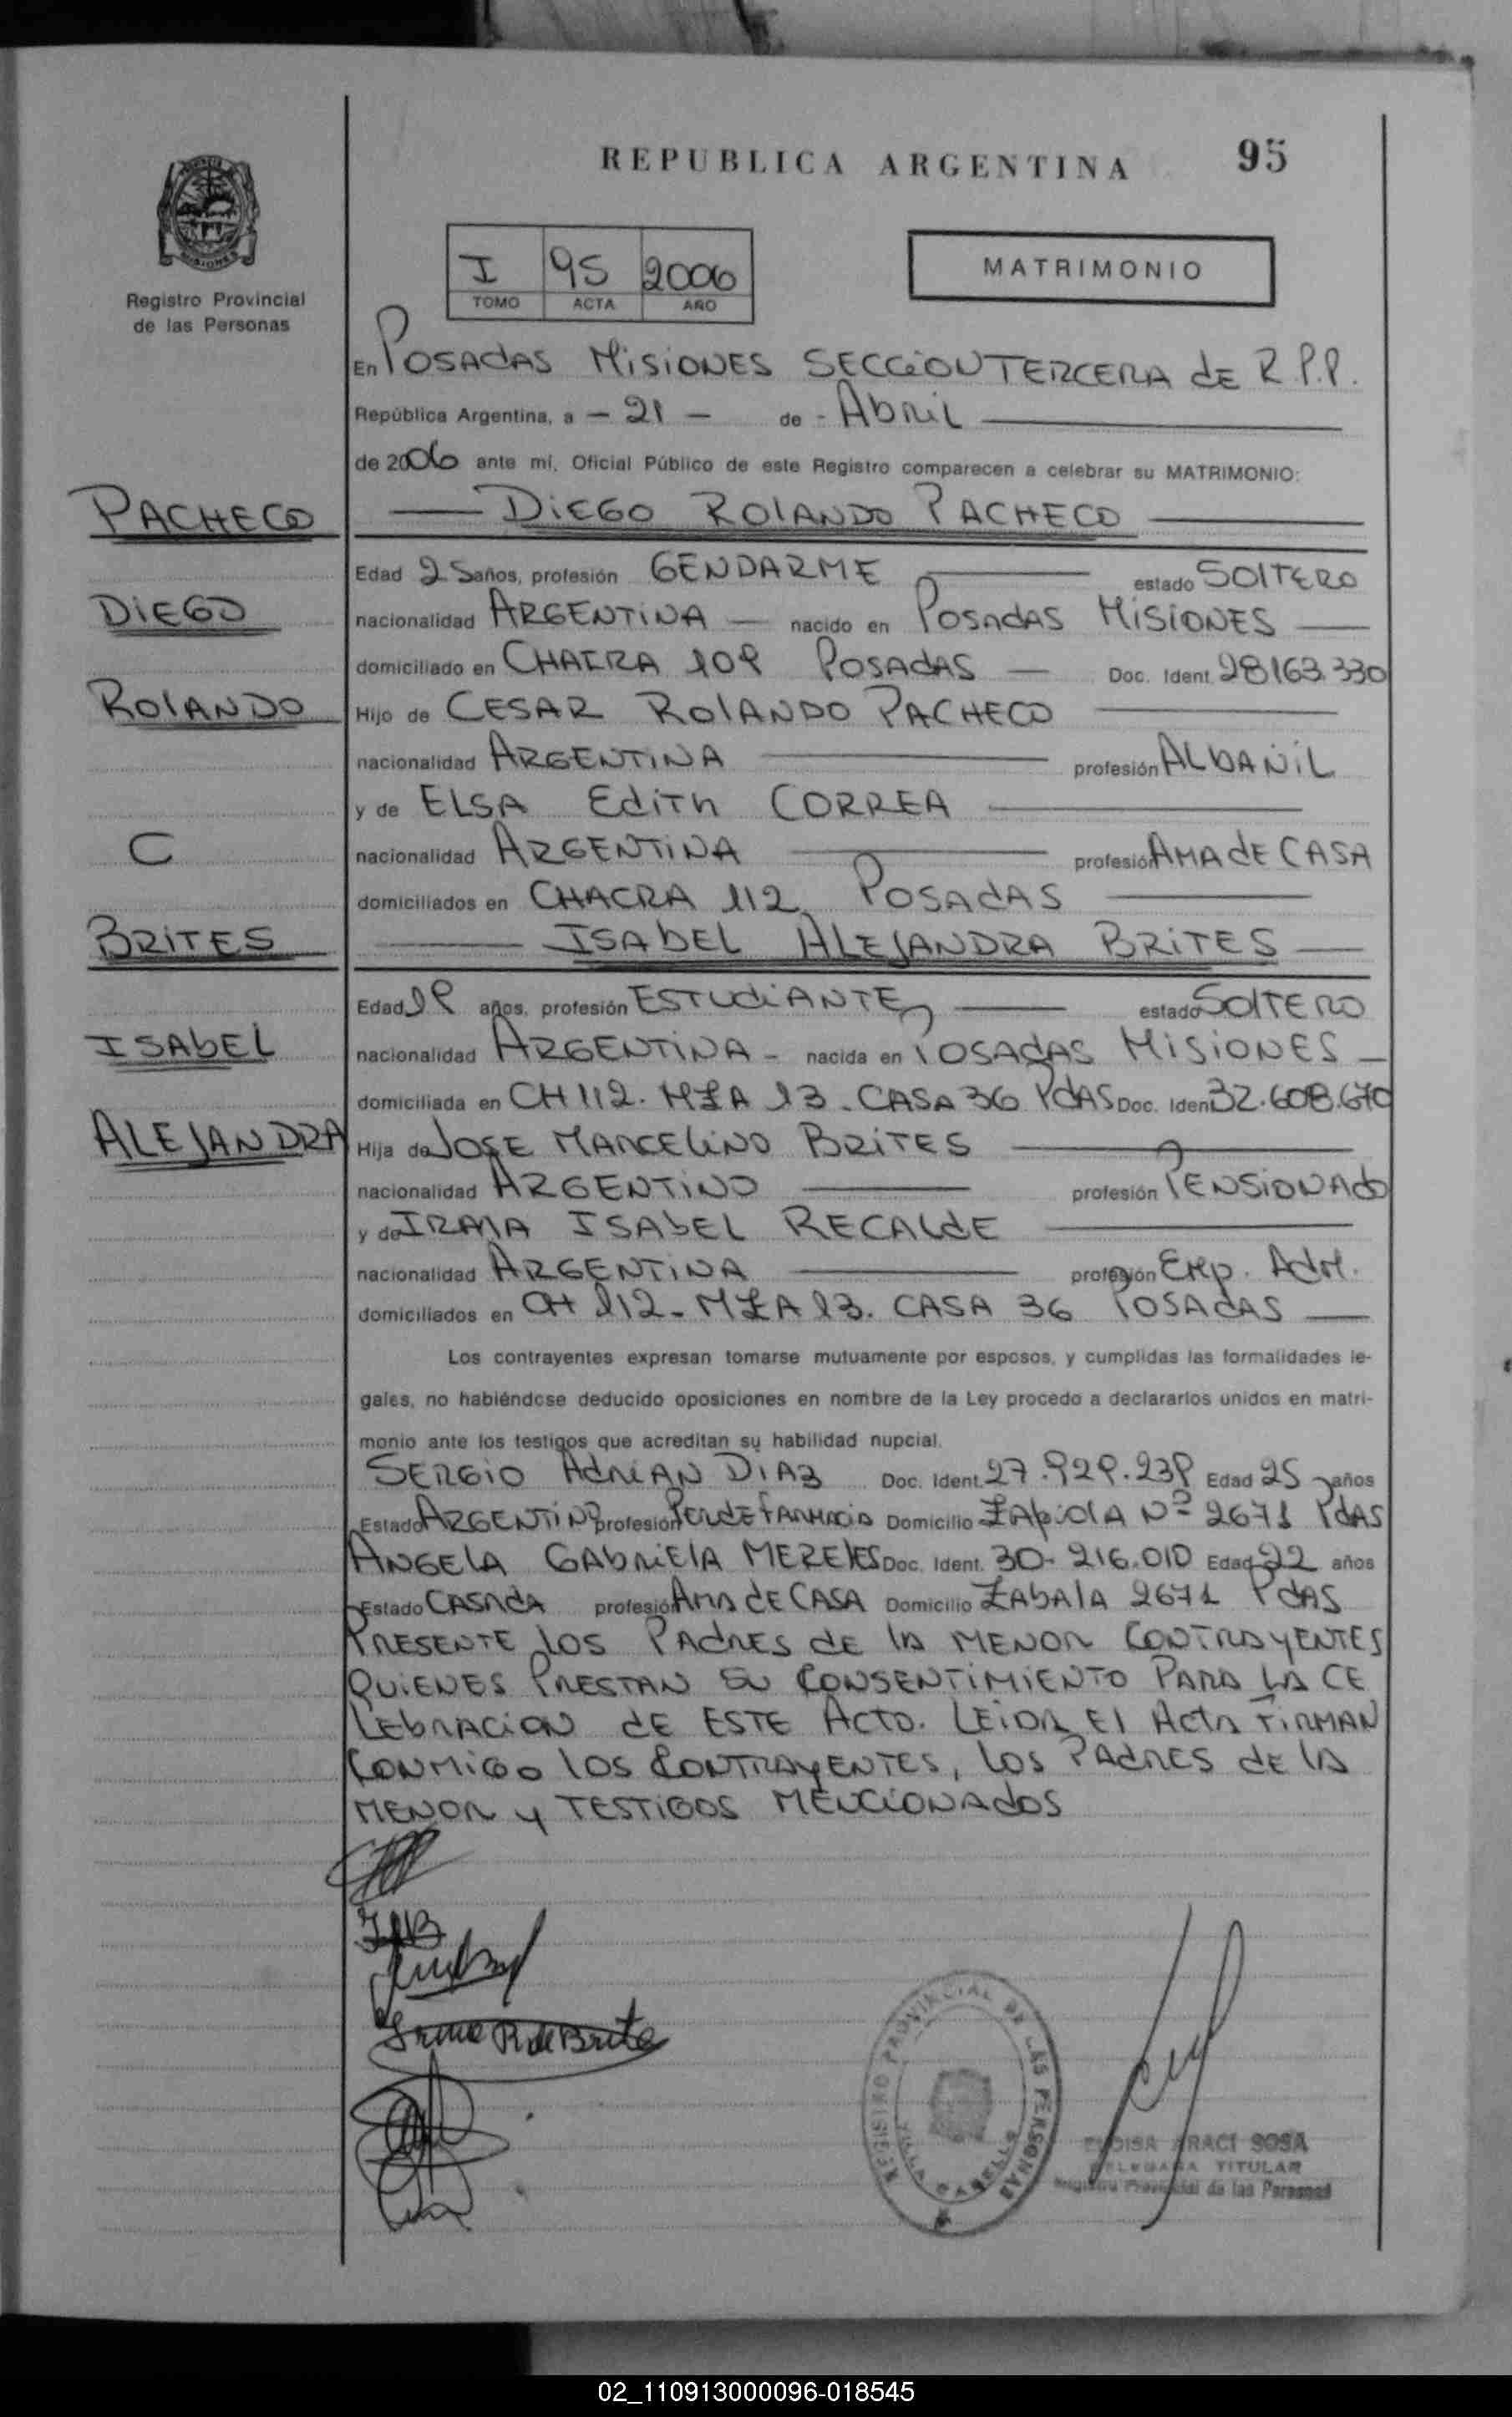 REPUBLICA ARGENTINA 95
MISIONES
Registro Provincial
de las Personas
I 95 2006
TOMO ACTA AÑO
MATRIMONIO
En POSADAS MISIONES SECCiON TERCERA dE R.P.P.
República Argentina, a - 21 - de - AbRiL
de 2006 ante mí, Oficial Público de este Registro comparecen a celebrar su MATRIMONIO:
PACHECO
DiEGO ROlANDO PACHECO
Edad 25 años, profesión GENDARME estado SOlTERO
DIEGO
nacionalidad ARGENTiNA nacido en POSAdAS MISIONES
domiciliado en CHACRA 109 POSAdAS Doc. Ident. 28163.330
ROlANDO
Hijo de CESAR ROlANDO PACHECO
nacionalidad ARGENTiNA profesión AlbAÑiL
y de ELSA EdiTh CORREA
C
nacionalidad ARGENTiNA profesión AMA dE CASA
domiciliados en CHACRA 112 POSAdAS
BRITES
ISAbEL ALEJANDRA BRiTES
Edad 19 años, profesión ESTUdiANTE estado SOlTERO
ISAbEL
nacionalidad ARGENTiNA - nacida en POSAdAS MISIONES
domiciliada en CH 112. MZA 13. CASA 36 PdAS Doc. Iden 32.608.670
ALEJANDRA
Hija de JOSE MARCELiNO BRiTES
nacionalidad ARGENTiNO profesión PENSiONAdO
y de IRMA ISAbEL RECALdE
nacionalidad ARGENTiNA profesión EMp. AdM.
domiciliados en CH 112 - MZA 13. CASA 36 POSAdAS
Los contrayentes expresan tomarse mutuamente por esposos, y cumplidas las formalidades le-
gales, no habiéndose deducido oposiciones en nombre de la Ley procedo a declararlos unidos en matri-
monio ante los testigos que acreditan su habilidad nupcial.
SERGiO AdRiAN DIAZ Doc. Ident. 27.929.239 Edad 25 años
Estado ARGENTiNO profesión dE FARMACiA Domicilio Nº 2671 PdAS
ANGELA GAbRiElA MERELES Doc. Ident. 30-216.010 Edad 22 años
Estado CASAdA profesión AMA dE CASA Domicilio ZAbAlA 2671 PdAS
PRESENTE lOS PAdRES dE lA MENOR CONTRAyENTES
QUiENES PRESTAN SU CONSENTiMiENTO PARA LA CE
LEbRACiON dE ESTE ACTO. LEidA El ACTA FiRMAN
CONMiGO lOS CONTRAyENTES, LOS PAdRES dE lA
MENOR y TESTiGOS MENCiONAdOS
IAB
Irma R de Brite
REGISTRO PROVINCIAL DE LAS PERSONAS
ARACI SOSA
DELEGADA TITULAR
Registro Provincial de las Personas
02_110913000096-018545